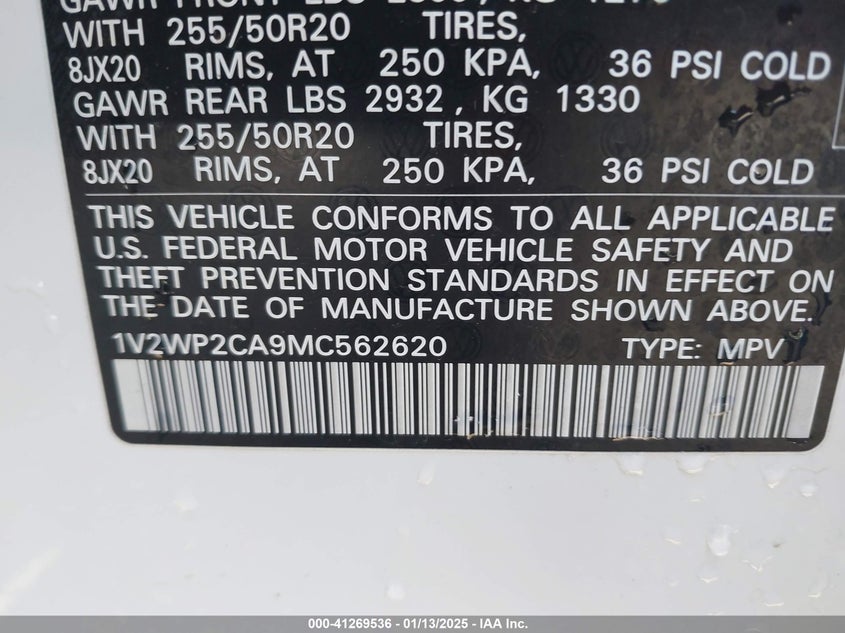 GAWR FRONT LBS
WITH 255/50R20 TIRES,
8JX20 RIMS, AT 250 KPA, 36 PSI COLD
GAWR REAR LBS 2932 , KG 1330
WITH 255/50R20 TIRES,
8JX20 RIMS, AT 250 KPA, 36 PSI COLD
THIS VEHICLE CONFORMS TO ALL APPLICABLE
U.S. FEDERAL MOTOR VEHICLE SAFETY AND
THEFT PREVENTION STANDARDS IN EFFECT ON
THE DATE OF MANUFACTURE SHOWN ABOVE.
1V2WP2CA9MC562620 TYPE: MPV
000-41269536 - 01/13/2025 - IAA Inc.